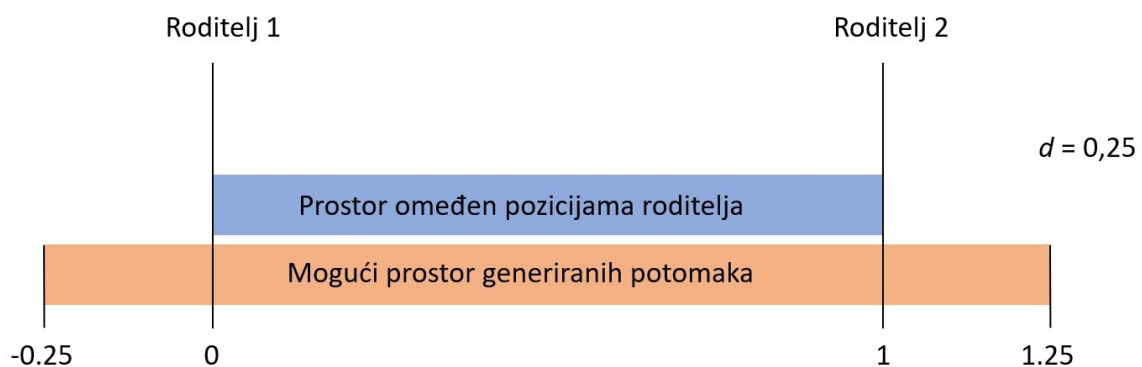 Roditelj 1
Roditelj 2
d = 0,25
Prostor omeđen pozicijama roditelja
Mogući prostor generiranih potomaka
-0.25
0
1
1.25